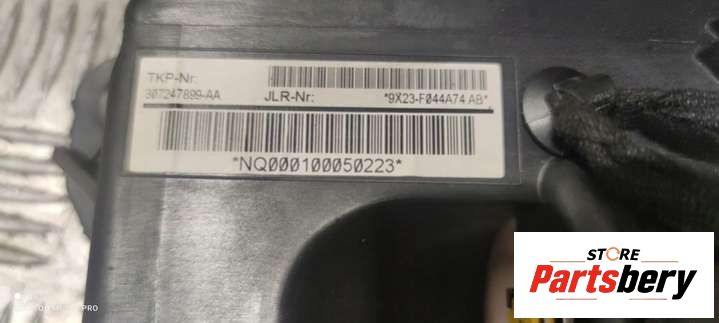 TKP-Nr:
307247899-AA
JLR-Nr:
*9X23-F044A74 AB*
*NQ000100050223*
STORE
Partsbery